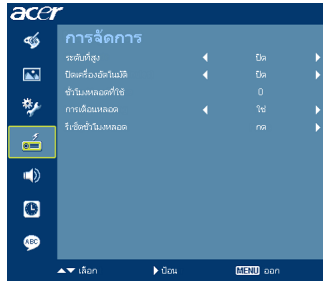 acer
การจัดการ
ระดับที่สูง ปิด
ปิดเครื่องอัตโนมัติ ปิด
ชั่วโมงหลอดที่ใช้ 0
การเตือนหลอด ใช่
รีเซ็ตชั่วโมงหลอด กด
ABC
เลือก ป้อน MENU ออก